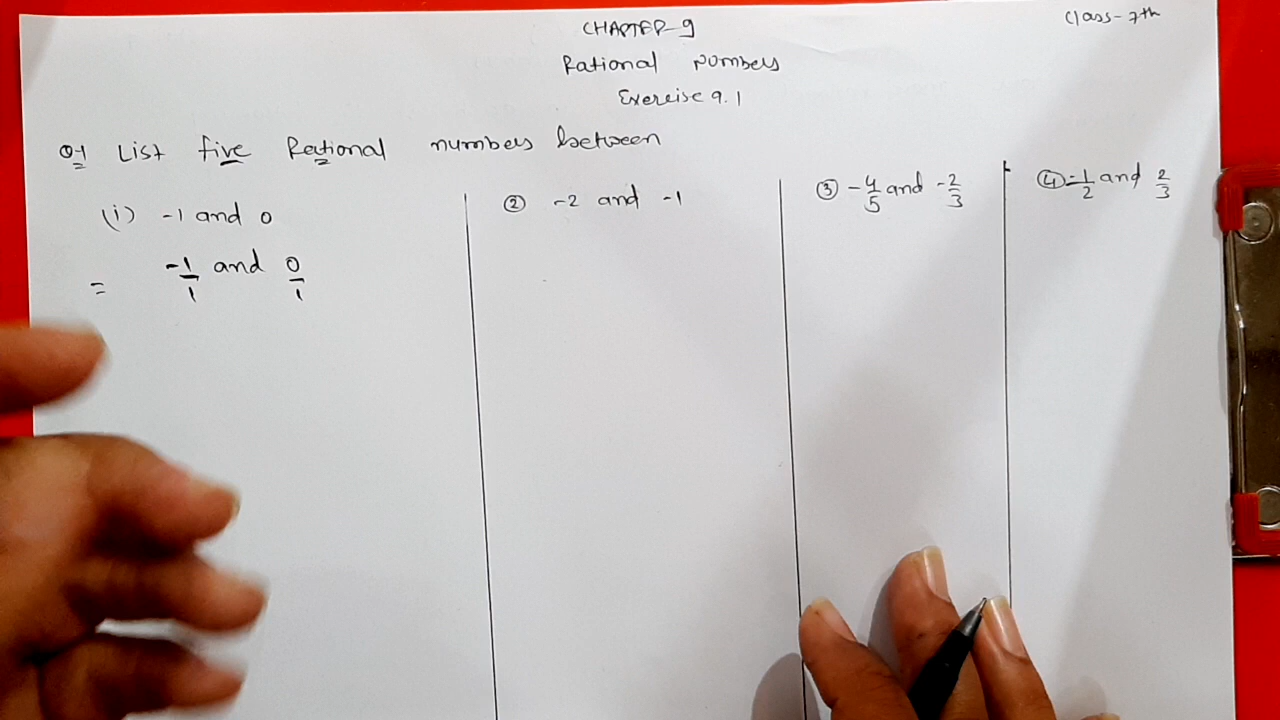 Class-7th
CHAPTER-9
Rational numbers
Exercise 9.1
Q-1 List five Rational numbers between
(i) -1 and 0
= -1/1 and 0/1
② -2 and -1
③ -4/5 and -2/3
④ -1/2 and 2/3